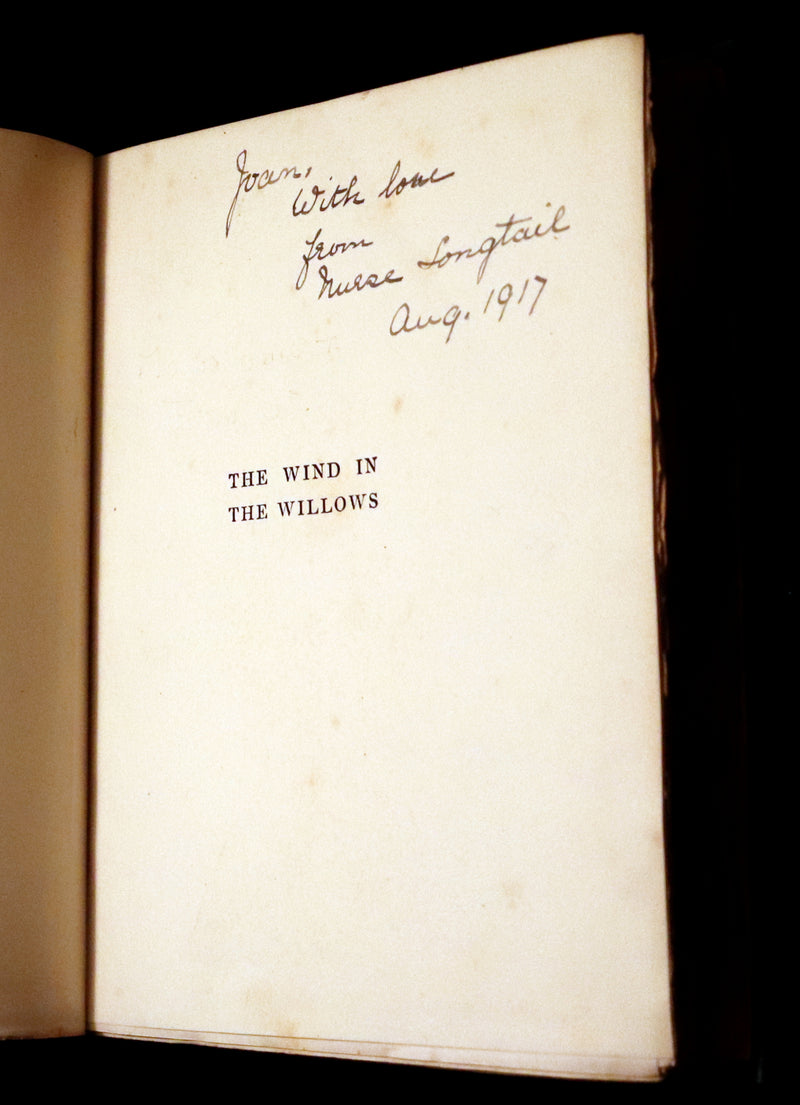 Joan,
With love
from
Nurse Longtail
Aug. 1917
THE WIND IN
THE WILLOWS